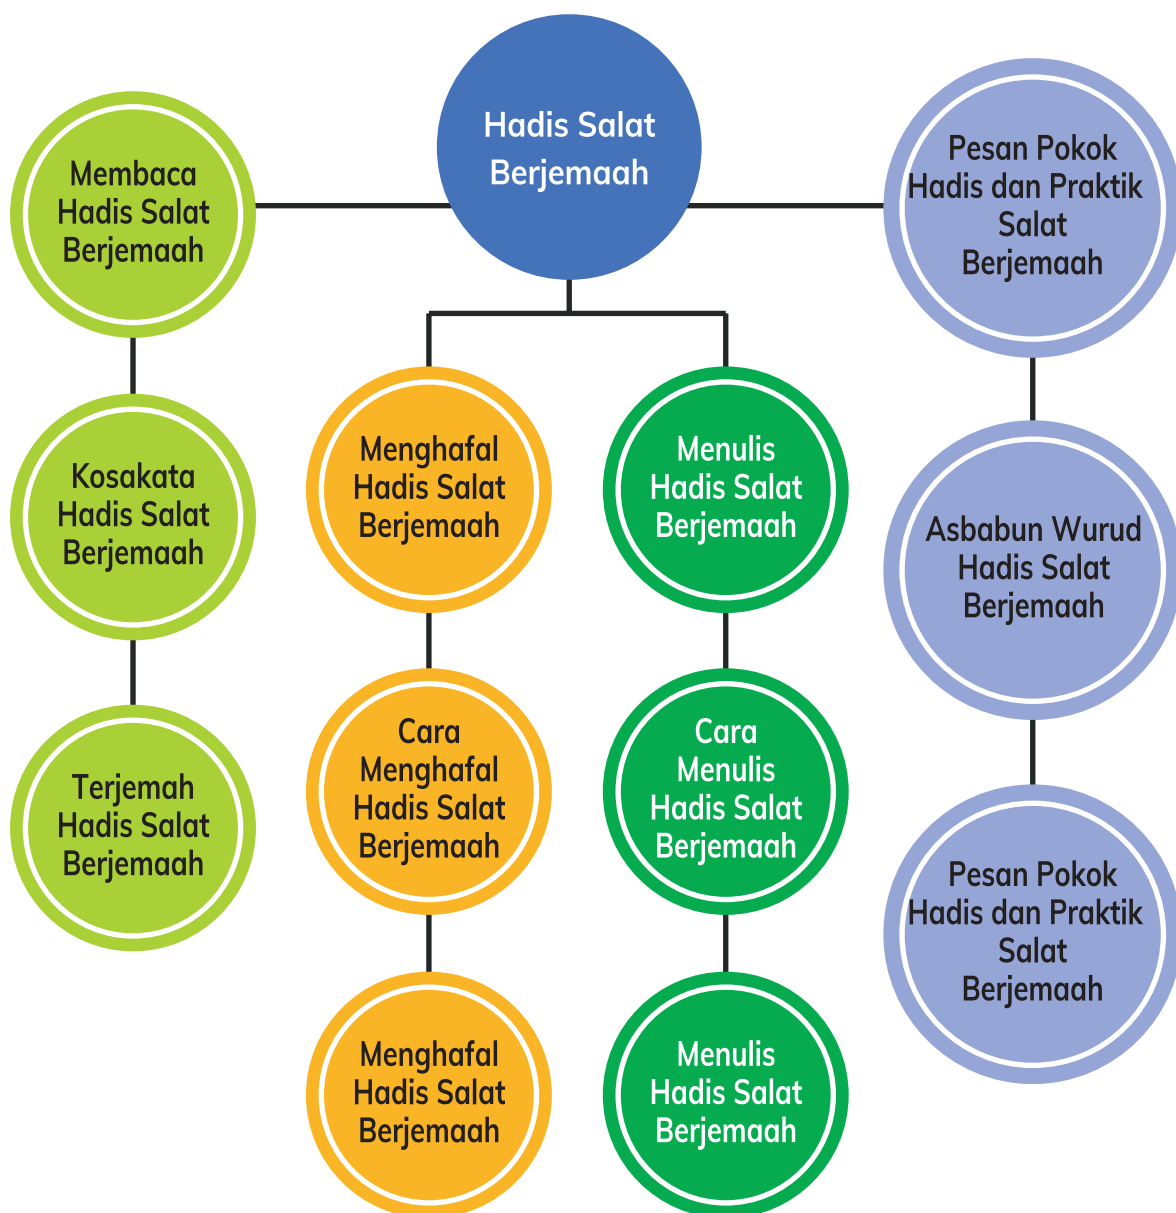 Hadis Salat
Berjemaah
Membaca
Hadis Salat
Berjemaah
Kosakata
Hadis Salat
Berjemaah
Terjemah
Hadis Salat
Berjemaah
Menghafal
Hadis Salat
Berjemaah
Cara
Menghafal
Hadis Salat
Berjemaah
Menghafal
Hadis Salat
Berjemaah
Menulis
Hadis Salat
Berjemaah
Cara
Menulis
Hadis Salat
Berjemaah
Menulis
Hadis Salat
Berjemaah
Pesan Pokok
Hadis dan Praktik
Salat
Berjemaah
Asbabun Wurud
Hadis Salat
Berjemaah
Pesan Pokok
Hadis dan Praktik
Salat
Berjemaah